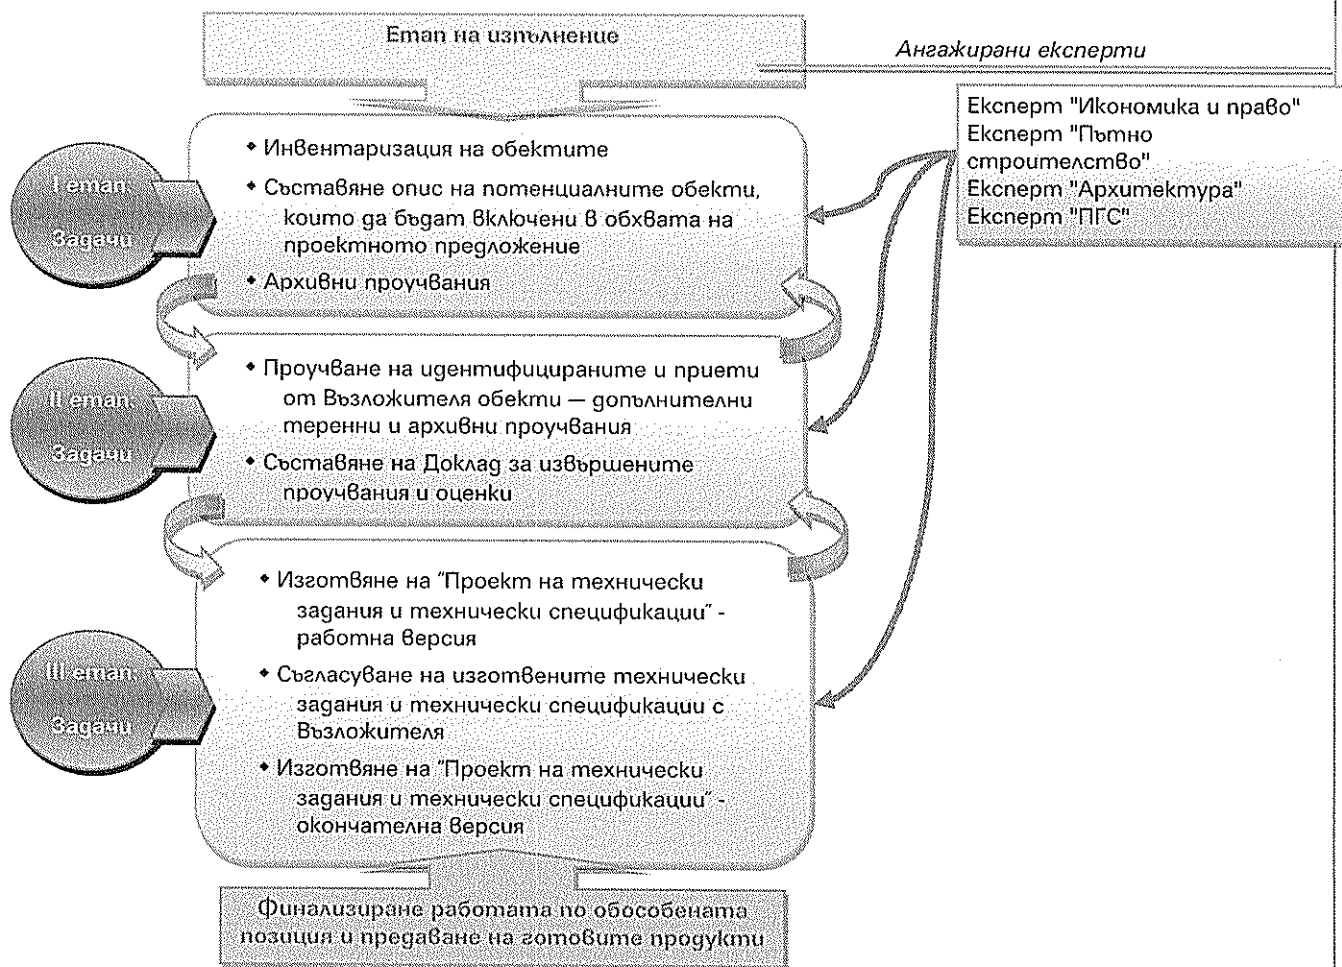 Етап на изпълнение
Ангажирани експерти
Експерт "Икономика и право"
Експерт "Пътно
строителство"
Експерт "Архитектура"
Експерт "ПГС"
I етап.
Задачи
• Инвентаризация на обектите
• Съставяне опис на потенциалните обекти,
които да бъдат включени в обхвата на
проектното предложение
• Архивни проучвания
II етап.
Задачи
• Проучване на идентифицираните и приети
от Възложителя обекти — допълнителни
теренни и архивни проучвания
• Съставяне на Доклад за извършените
проучвания и оценки
III етап.
Задачи
• Изготвяне на "Проект на технически
задания и технически спецификации" -
работна версия
• Съгласуване на изготвените технически
задания и технически спецификации с
Възложителя
• Изготвяне на "Проект на технически
задания и технически спецификации" -
окончателна версия
Финализиране работата по обособената
позиция и предаване на готовите продукти